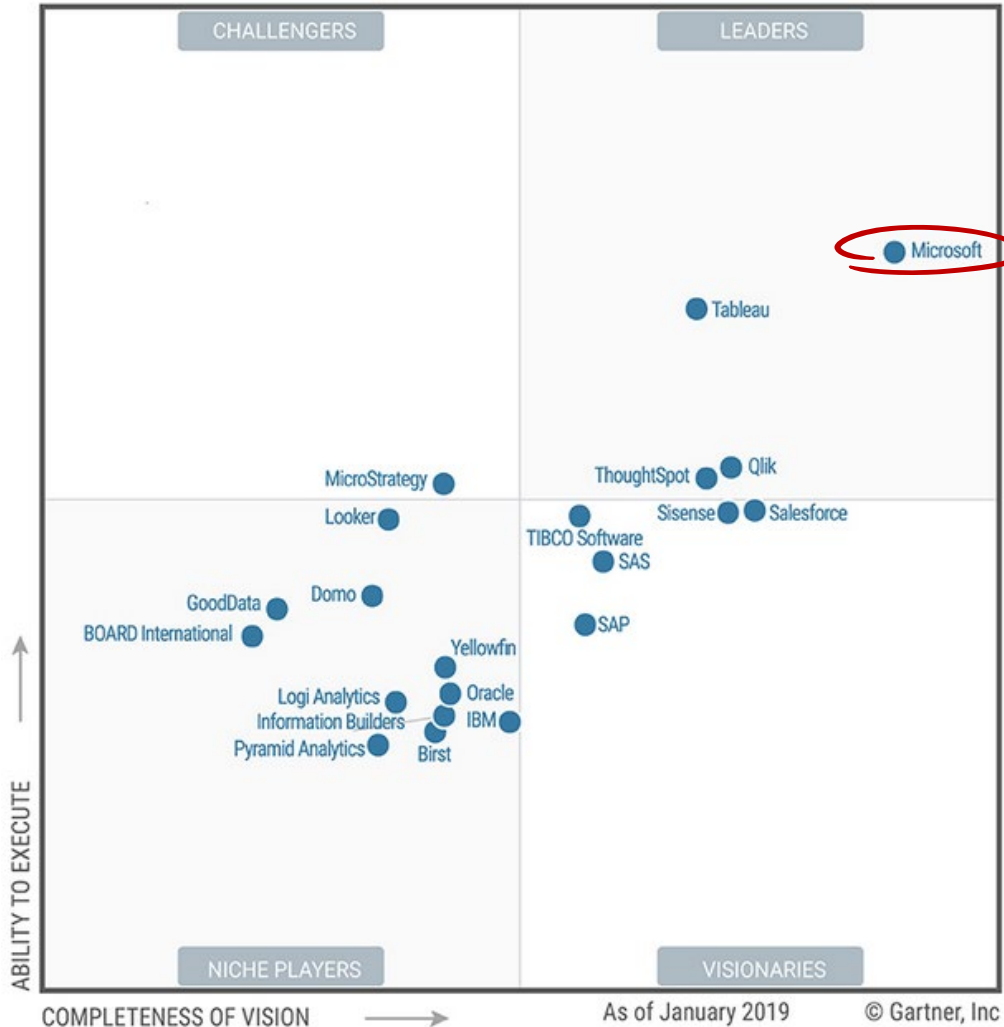 CHALLENGERS
LEADERS
Microsoft
Tableau
MicroStrategy
ThoughtSpot
Qlik
Looker
Sisense
Salesforce
TIBCO Software
SAS
GoodData
Domo
BOARD International
SAP
Yellowfin
Logi Analytics
Oracle
Information Builders
IBM
Pyramid Analytics
Birst
ABILITY TO EXECUTE
NICHE PLAYERS
VISIONARIES
COMPLETENESS OF VISION
As of January 2019
© Gartner, Inc